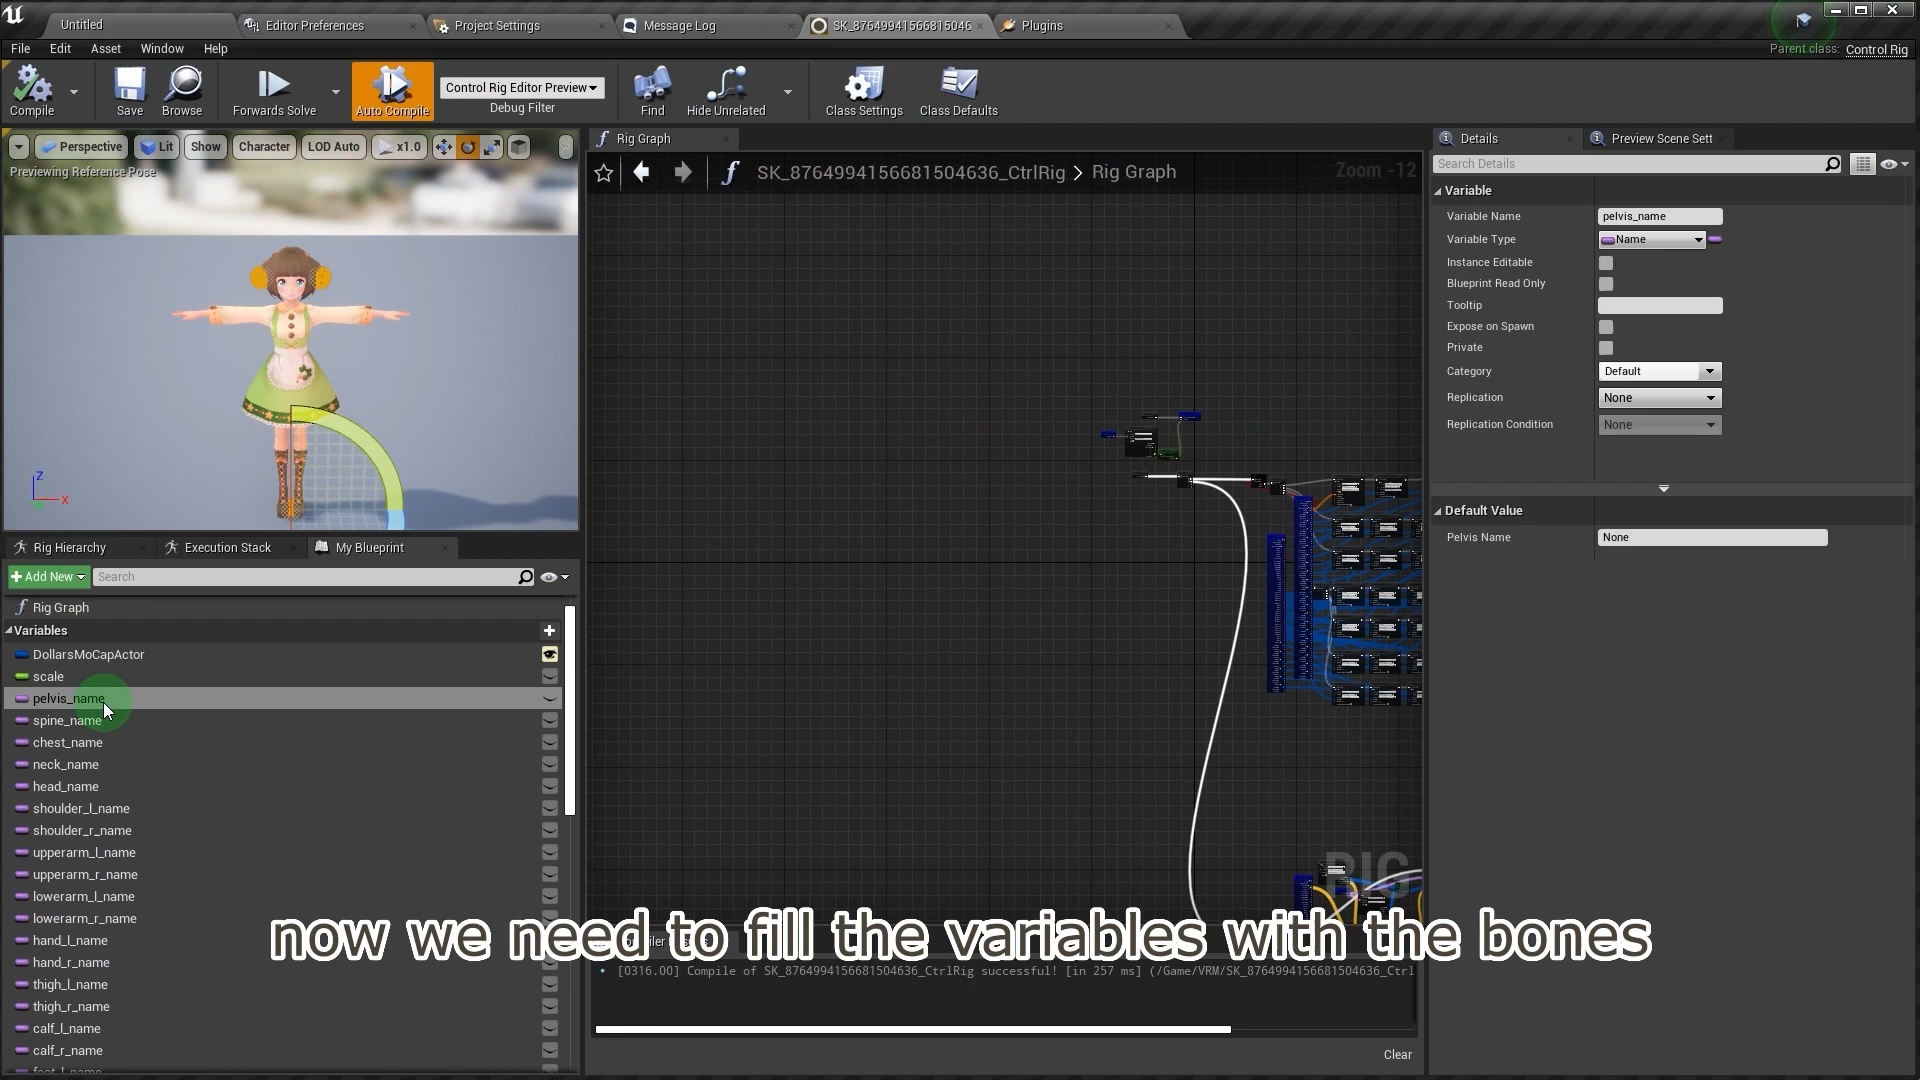 Untitled
Editor Preferences
Project Settings
Message Log
SK_87649941566815046
Plugins
File
Edit
Asset
Window
Help
Parent class: Control Rig
Compile
Save
Browse
Forwards Solve
Auto Compile
Control Rig Editor Preview
Debug Filter
Find
Hide Unrelated
Class Settings
Class Defaults
Perspective
Lit
Show
Character
LOD Auto
x1.0
Previewing Reference Pose
Z
X
Rig Graph
SK_8764994156681504636_CtrlRig > Rig Graph
Zoom -12
RIG
Rig Hierarchy
Execution Stack
My Blueprint
Add New
Search
Rig Graph
Variables
DollarsMoCapActor
scale
pelvis_name
spine_name
chest_name
neck_name
head_name
shoulder_l_name
shoulder_r_name
upperarm_l_name
upperarm_r_name
lowerarm_l_name
lowerarm_r_name
hand_l_name
hand_r_name
thigh_l_name
thigh_r_name
calf_l_name
calf_r_name
foot_l_name
now we need to fill the variables with the bones
[0316.00] Compile of SK_8764994156681504636_CtrlRig successful! [in 257 ms] (/Game/VRM/SK_8764994156681504636_Ctrl
Clear
Details
Preview Scene Sett
Search Details
Variable
Variable Name
pelvis_name
Variable Type
Name
Instance Editable
Blueprint Read Only
Tooltip
Expose on Spawn
Private
Category
Default
Replication
None
Replication Condition
None
Default Value
Pelvis Name
None